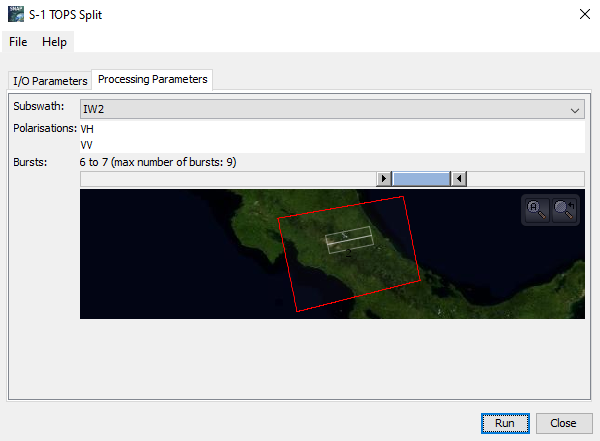 S-1 TOPS Split
File Help
I/O Parameters Processing Parameters
Subswath: IW2
Polarisations: VH
VV
Bursts: 6 to 7 (max number of bursts: 9)
Run Close